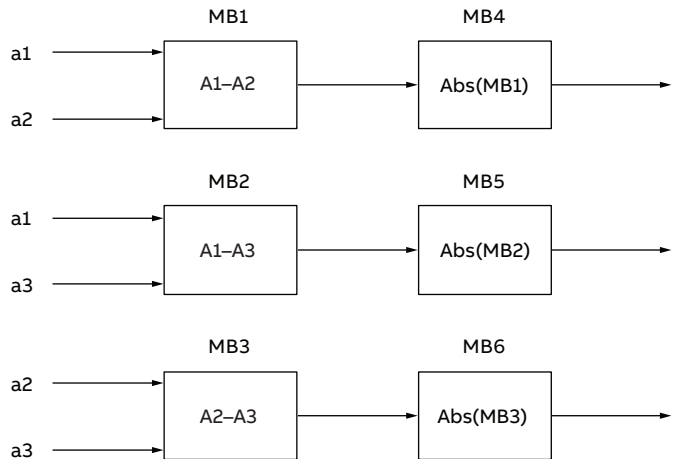 MB1 MB4
a1
A1–A2 Abs(MB1)
a2
MB2 MB5
a1
A1–A3 Abs(MB2)
a3
MB3 MB6
a2
A2–A3 Abs(MB3)
a3